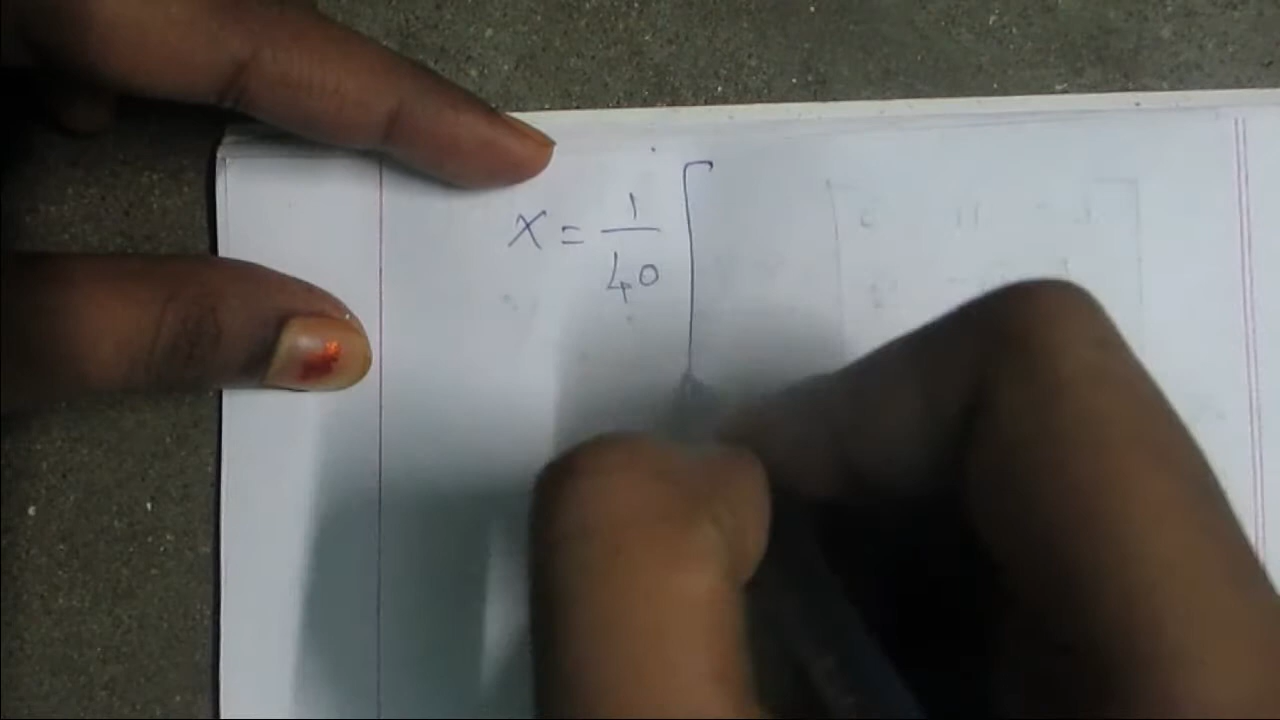 X = 1/40 [